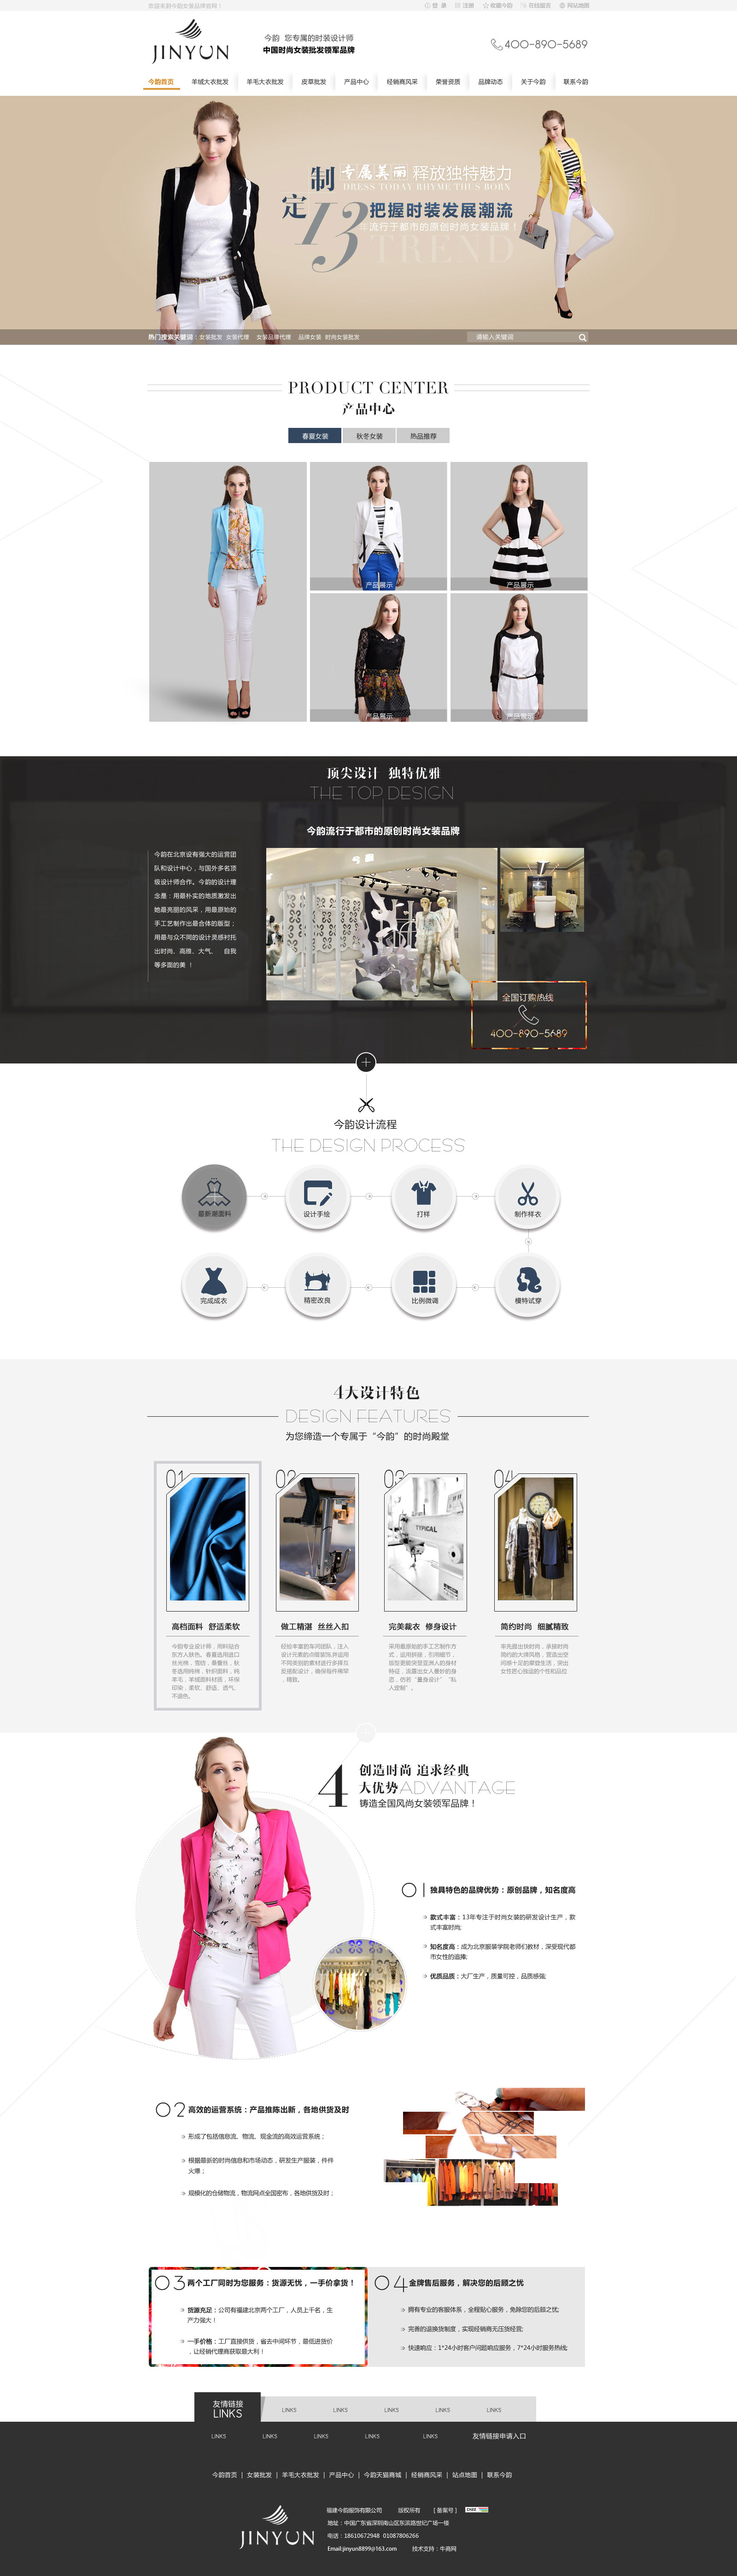 欢迎来到今韵女装品牌官网！
登 录 注册 收藏今韵 在线留言 网站地图
JINYUN
今韵 您专属的时装设计师
中国时尚女装批发领军品牌
400-890-5689
今韵首页 羊绒大衣批发 羊毛大衣批发 皮草批发 产品中心 经销商风采 荣誉资质 品牌动态 关于今韵 联系今韵
定制 专属美丽 释放独特魅力
DRESS TODAY RHYME THUS BORN
13年 把握时装发展潮流
流行于都市的原创时尚女装品牌！
TREND
热门搜索关键词：女装批发 女装代理 女装品牌代理 品牌女装 时尚女装批发
请输入关键词
PRODUCT CENTER
产品中心
春夏女装 秋冬女装 热品推荐
产品展示
产品展示
产品展示
产品展示
顶尖设计 独特优雅
THE TOP DESIGN
今韵流行于都市的原创时尚女装品牌
今韵在北京设有强大的运营团
队和设计中心，与国外多名顶
级设计师合作。今韵的设计理
念是：用最朴实的地质激发出
她最亮丽的风采，用最原始的
手工艺制作出最合体的版型；
用最与众不同的设计灵感衬托
出时尚、高雅、大气、 自我
等多面的美 ！
全国订购热线
400-890-5689
今韵设计流程
THE DESIGN PROCESS
最新潮面料 设计手绘 打样 制作样衣
完成成衣 精密改良 比例微调 模特试穿
4大设计特色
DESIGN FEATURES
为您缔造一个专属于“今韵”的时尚殿堂
01
高档面料 舒适柔软
今韵专业设计师，用料贴合
东方人肤色。春夏选用进口
丝光棉，雪纺，桑蚕丝，秋
冬选用纯棉，针织面料，纯
羊毛，羊绒面料材质，环保
印染，柔软、舒适、透气、
不退色。
02
做工精湛 丝丝入扣
经验丰富的车间团队，注入
设计元素的点缀装饰,并运用
不同类别的素材进行多搭互
反搭配设计，确保每件稀罕
，精致。
03
TYPICAL
完美裁衣 修身设计
采用最原始的手工艺制作方
式，运用拼接，引用细节，
版型更能突显亚洲人的身材
特征，流露出女人曼妙的身
姿，仿若“量身设计”“私
人定制”。
04
简约时尚 细腻精致
率先提出快时尚，承接时尚
简约的大牌风格，营造出空
间感十足的摩登生活，突出
女性匠心独运的个性和品位
4大优势 创造时尚 追求经典
ADVANTAGE
铸造全国风尚女装领军品牌！
01 独具特色的品牌优势：原创品牌，知名度高
款式丰富：13年专注于时尚女装的研发设计生产，款
式丰富时尚;
知名度高：成为北京服装学院老师们教材，深受现代都
市女性的追捧;
优质品质：大厂生产，质量可控，品质感强;
02 高效的运营系统：产品推陈出新，各地供货及时
形成了包括信息流、物流、现金流的高效运营系统；
根据最新的时尚信息和市场动态，研发生产服装，件件
火爆；
规模化的仓储物流，物流网点全国密布，各地供货及时；
03 两个工厂同时为您服务：货源无忧，一手价拿货！
货源充足：公司有福建北京两个工厂，人员上千名，生
产力强大！
一手价格：工厂直接供货，省去中间环节，最低进货价
，让经销代理商获取最大利！
04 金牌售后服务，解决您的后顾之忧
拥有专业的客服体系，全程贴心服务，免除您的后顾之忧;
完善的退换货制度，实现经销商无压货经营;
快速响应：1*24小时客户问题响应服务，7*24小时服务热线;
友情链接
LINKS
LINKS LINKS LINKS LINKS LINKS
LINKS LINKS LINKS LINKS LINKS 友情链接申请入口
今韵首页 | 女装批发 | 羊毛大衣批发 | 产品中心 | 今韵天猫商城 | 经销商风采 | 站点地图 | 联系今韵
JINYUN
福建今韵服饰有限公司 版权所有 [ 备案号 ]
地址：中国广东省深圳南山区东滨路世纪广场一楼
电话：18610672948 01087806266
Email:jinyun8899@163.com 技术支持：牛商网